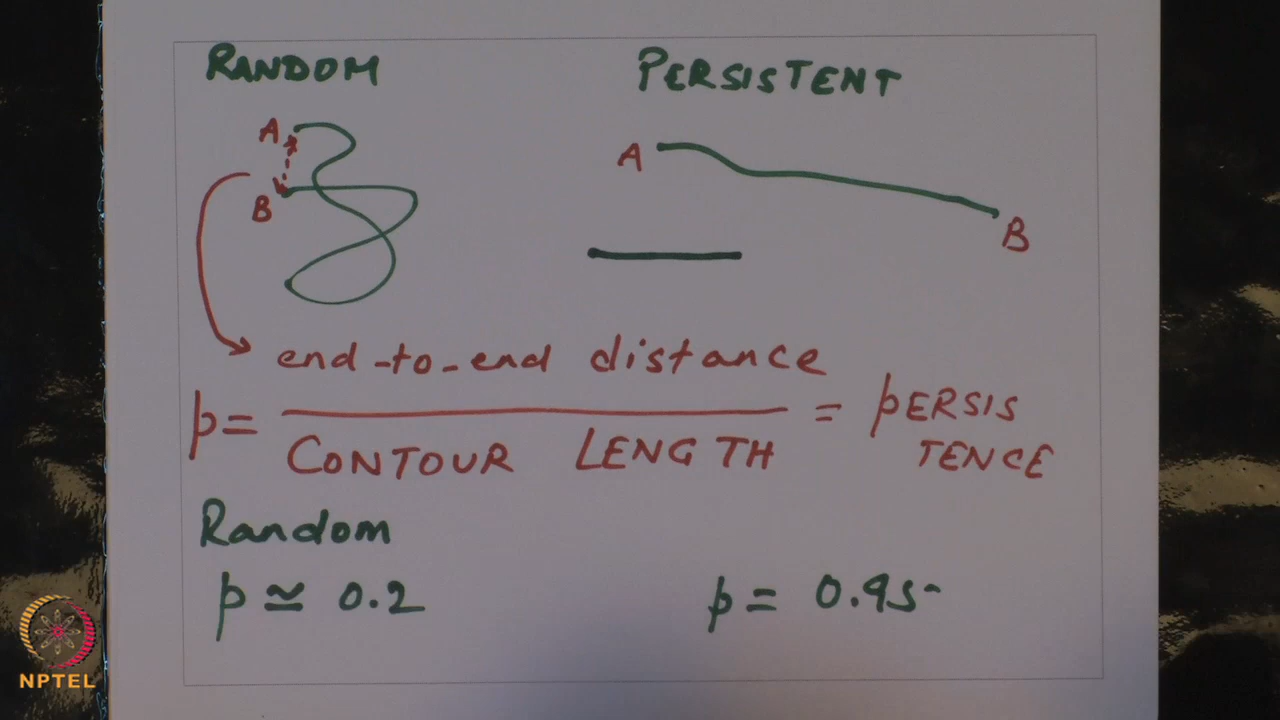 RANDOM
PERSISTENT
A
B
A
B
end-to-end distance
p = CONTOUR LENGTH = PERSIS
TENCE
Random
p ≃ 0.2
p = 0.95
NPTEL